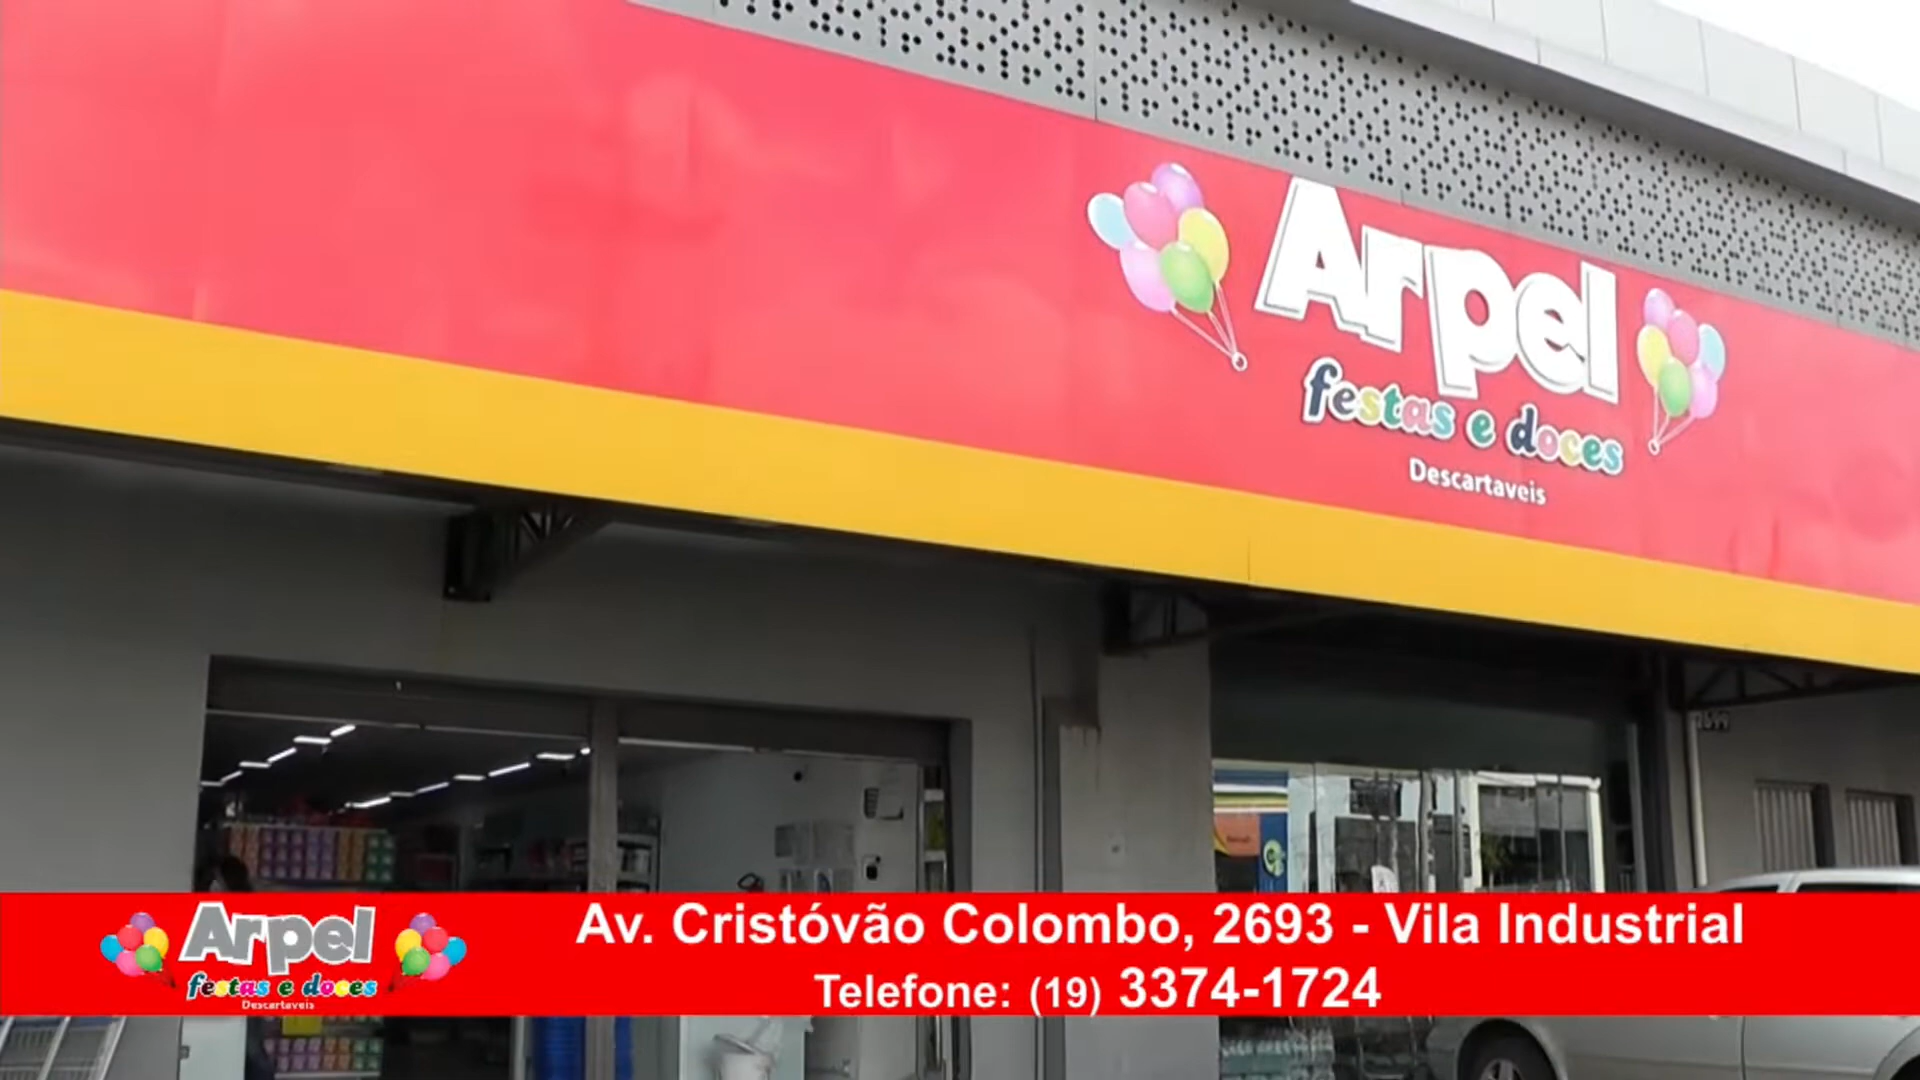 Arpel
festas e doces
Descartaveis
Arpel
festas e doces
Descartaveis
Av. Cristóvão Colombo, 2693 - Vila Industrial
Telefone: (19) 3374-1724